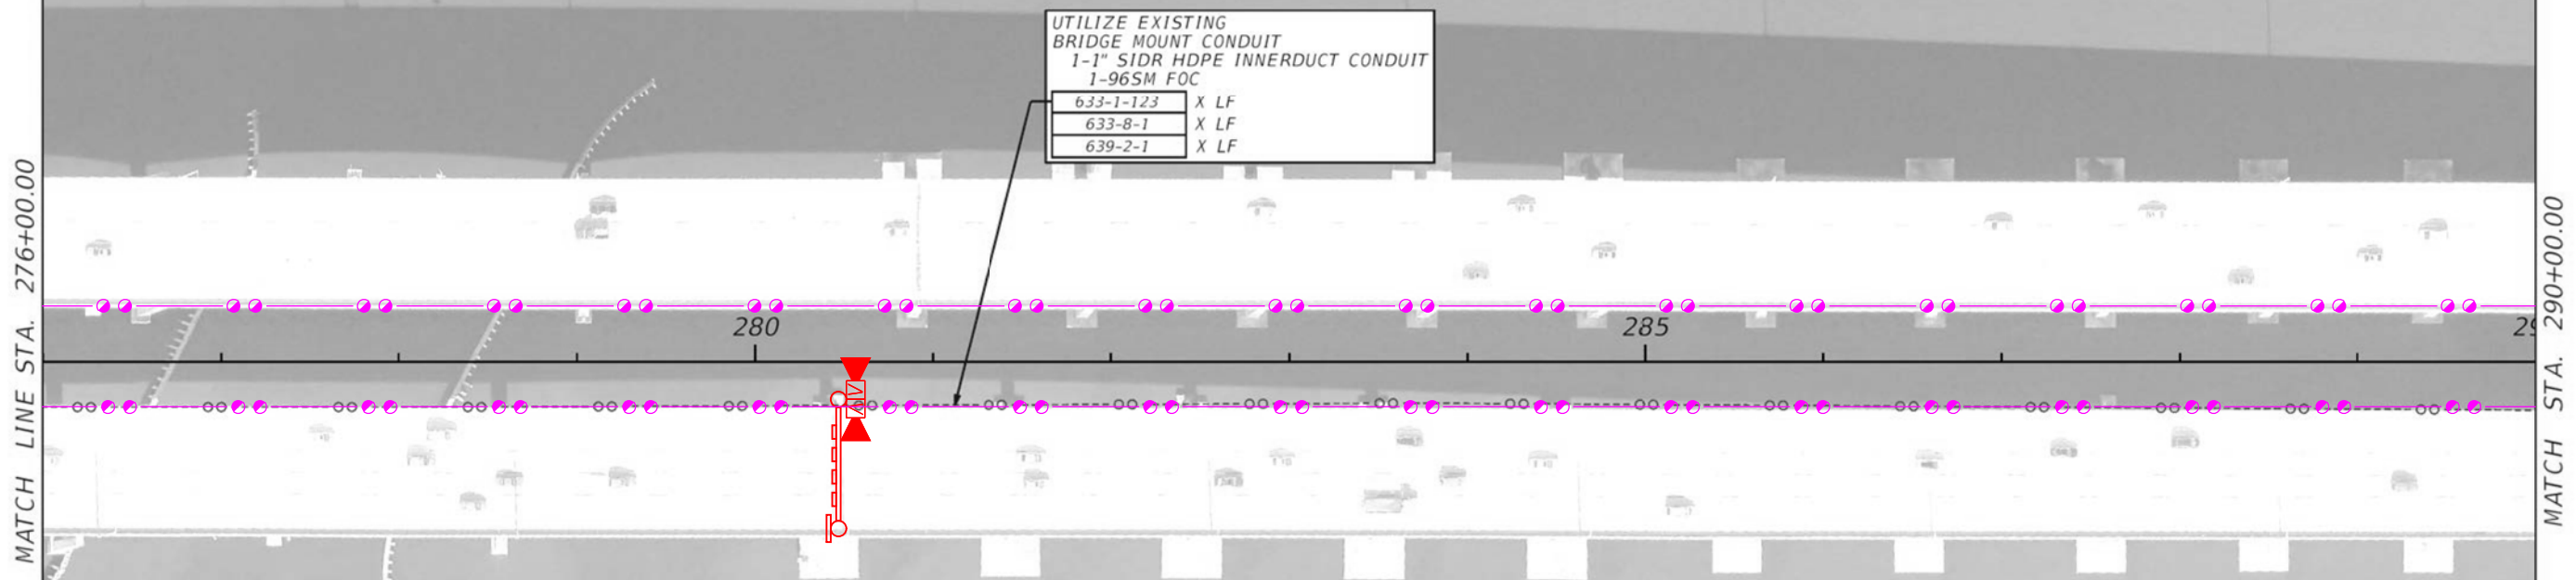 UTILIZE EXISTING
BRIDGE MOUNT CONDUIT
1-1" SIDR HDPE INNERDUCT CONDUIT
1-96SM FOC
633-1-123 X LF
633-8-1 X LF
639-2-1 X LF
MATCH LINE STA. 276+00.00
280
285
29
MATCH LINE STA. 290+00.00